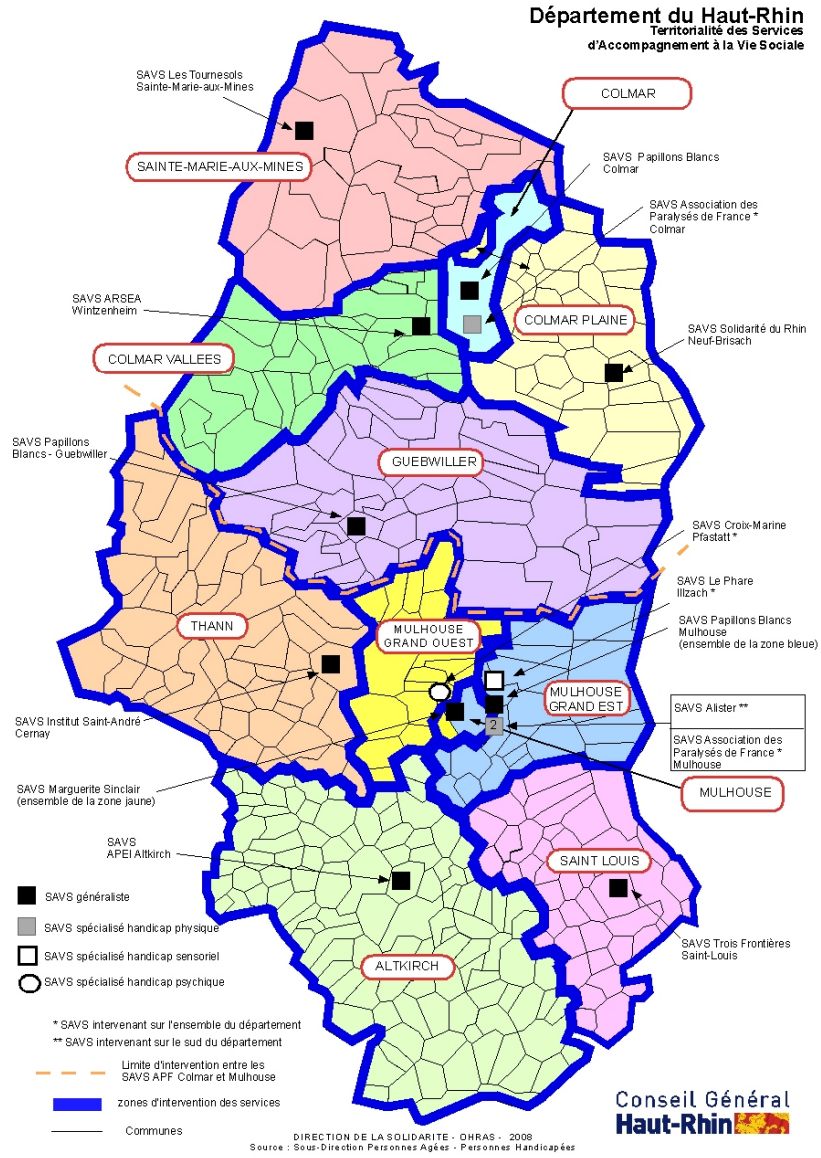 Département du Haut-Rhin
Territorialité des Services
d'Accompagnement à la Vie Sociale
SAVS Les Tournesols
Sainte-Marie-aux-Mines
COLMAR
SAINTE-MARIE-AUX-MINES
SAVS Papillons Blancs
Colmar
SAVS Association des
Paralysés de France *
Colmar
SAVS ARSEA
Wintzenheim
COLMAR PLAINE
SAVS Solidarité du Rhin
Neuf-Brisach
COLMAR VALLEES
SAVS Papillons
Blancs - Guebwiller
GUEBWILLER
SAVS Croix-Marine
Pfastatt *
SAVS Le Phare
Illzach *
THANN
MULHOUSE
GRAND OUEST
SAVS Papillons Blancs
Mulhouse
(ensemble de la zone bleue)
MULHOUSE
GRAND EST
SAVS Alister **
2
SAVS Institut Saint-André
Cernay
SAVS Association des
Paralysés de France *
Mulhouse
SAVS Marguerite Sinclair
(ensemble de la zone jaune)
MULHOUSE
SAVS
APEI Altkirch
SAINT LOUIS
SAVS généraliste
SAVS spécialisé handicap physique
SAVS spécialisé handicap sensoriel
SAVS spécialisé handicap psychique
ALTKIRCH
SAVS Trois Frontières
Saint-Louis
* SAVS intervenant sur l'ensemble du département
** SAVS intervenant sur le sud du département
Limite d'intervention entre les
SAVS APF Colmar et Mulhouse
zones d'intervention des services
Communes
Conseil Général
Haut-Rhin
DIRECTION DE LA SOLIDARITE - OHRAS - 2008
Source : Sous-Direction Personnes Agées - Personnes Handicapées